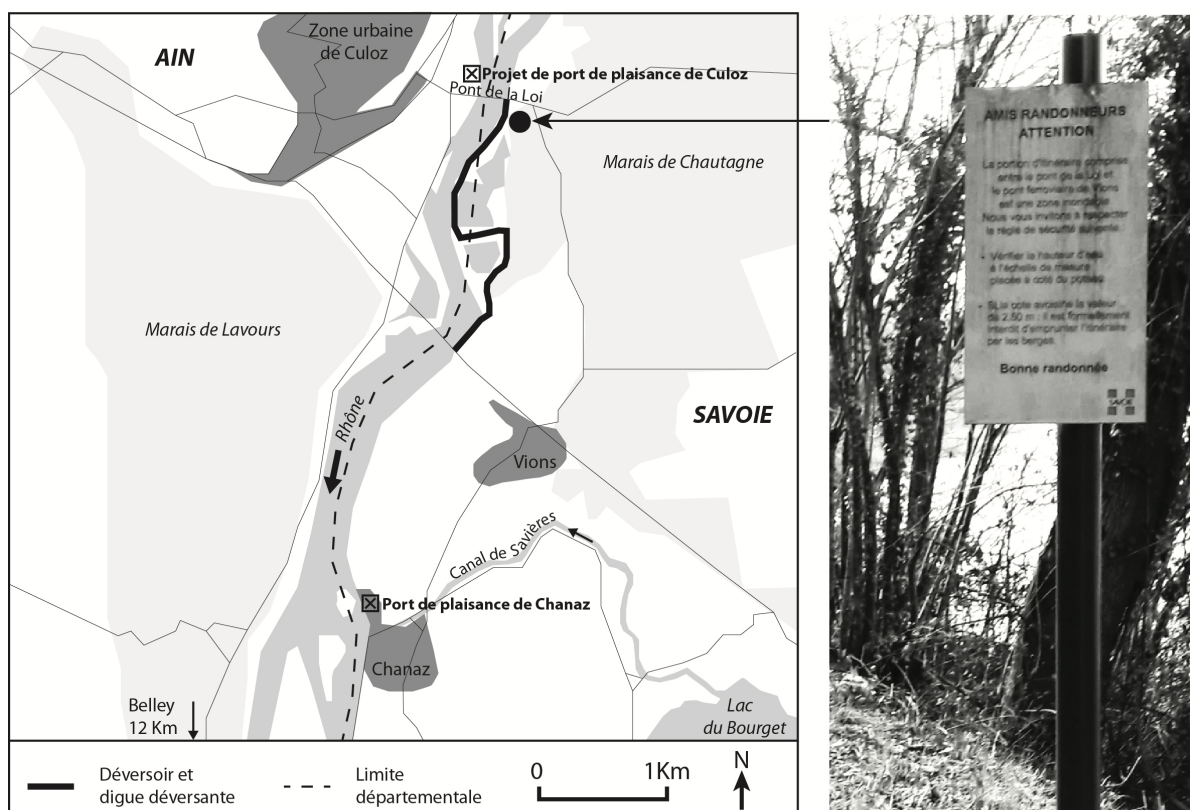 Zone urbaine
de Culoz
AIN
Projet de port de plaisance de Culoz
Pont de la Loi
Marais de Chautagne
Marais de Lavours
SAVOIE
Rhône
Vions
Canal de Savières
Port de plaisance de Chanaz
Chanaz
Belley
12 Km
Lac
du Bourget
Déversoir et
digue déversante
Limite
départementale
0
1Km
N
AMIS RANDONNEURS
ATTENTION
La portion d'itinéraire comprise
entre le pont de la Loi et
le pont ferroviaire de Vions
est une zone inondable
Nous vous invitons à respecter
la règle de sécurité suivante :
- Vérifier la hauteur d'eau
à l'échelle de mesure
placée à coté du poteau
- Si la cote avoisine la valeur
de 2.50 m : il est formellement
interdit d'emprunter l'itinéraire
par les berges.
Bonne randonnée
SAVOIE